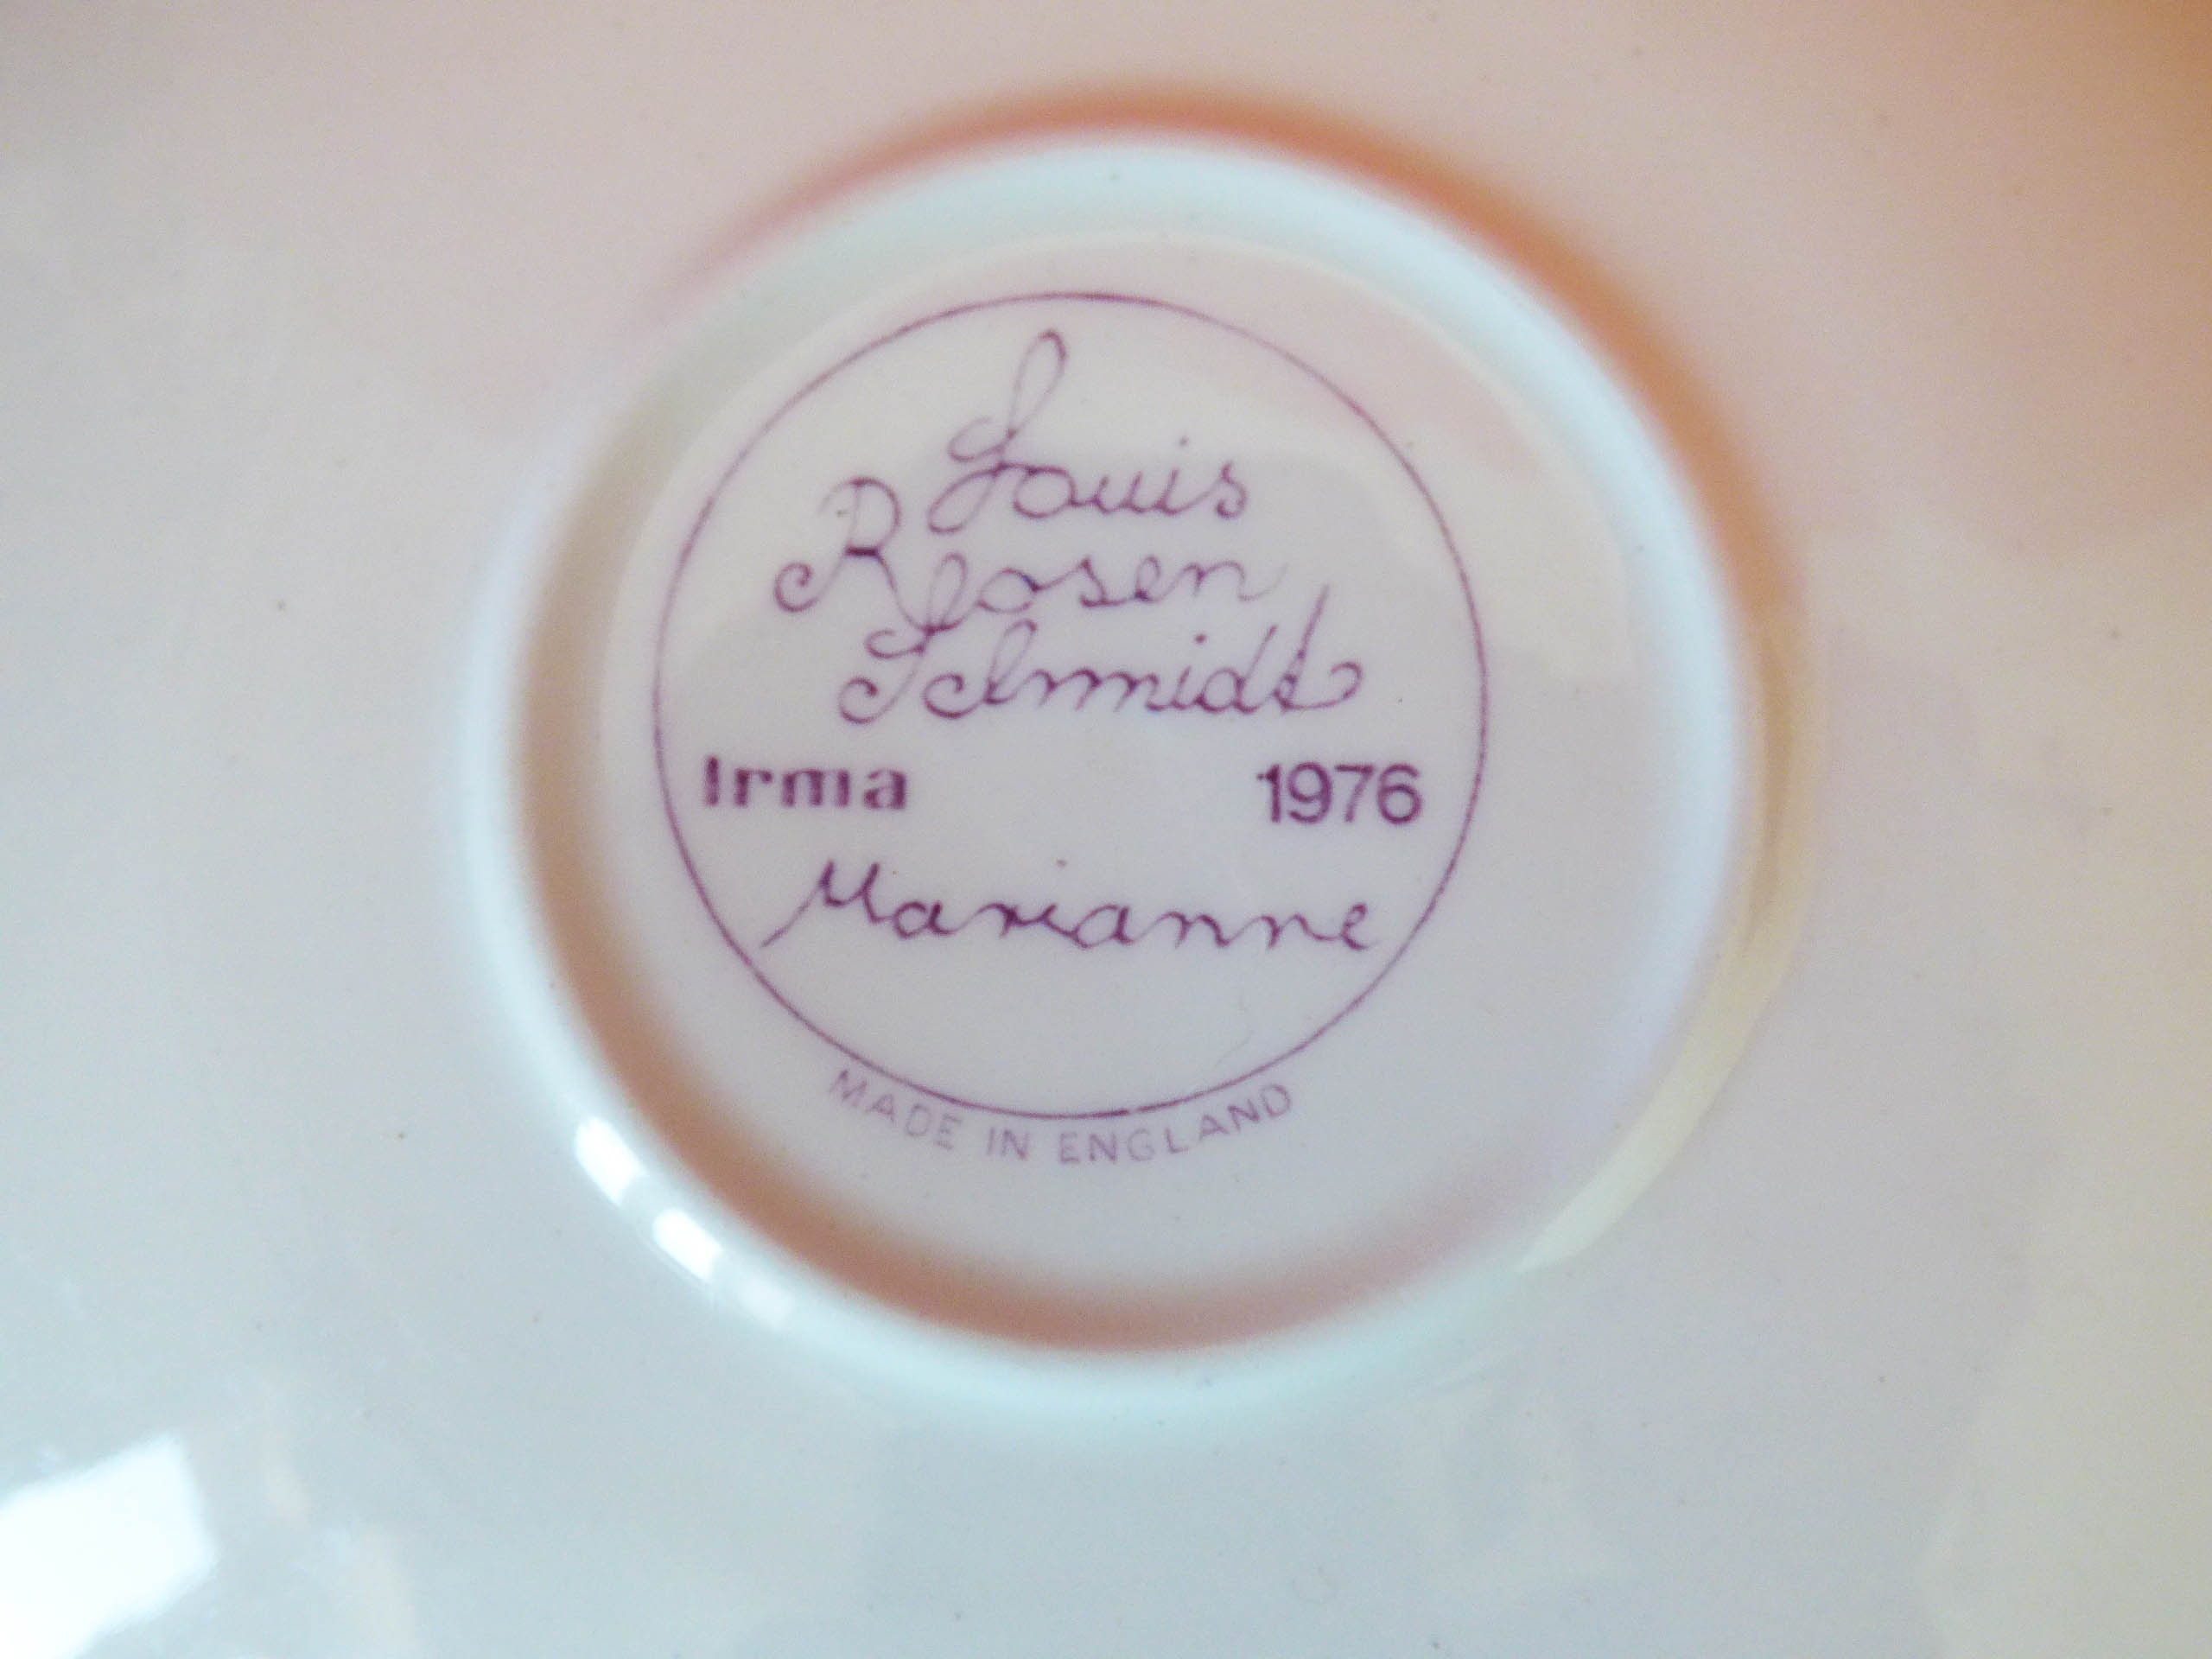 Louis
Rosen
Schmidt
Irma 1976
Marianne
MADE IN ENGLAND